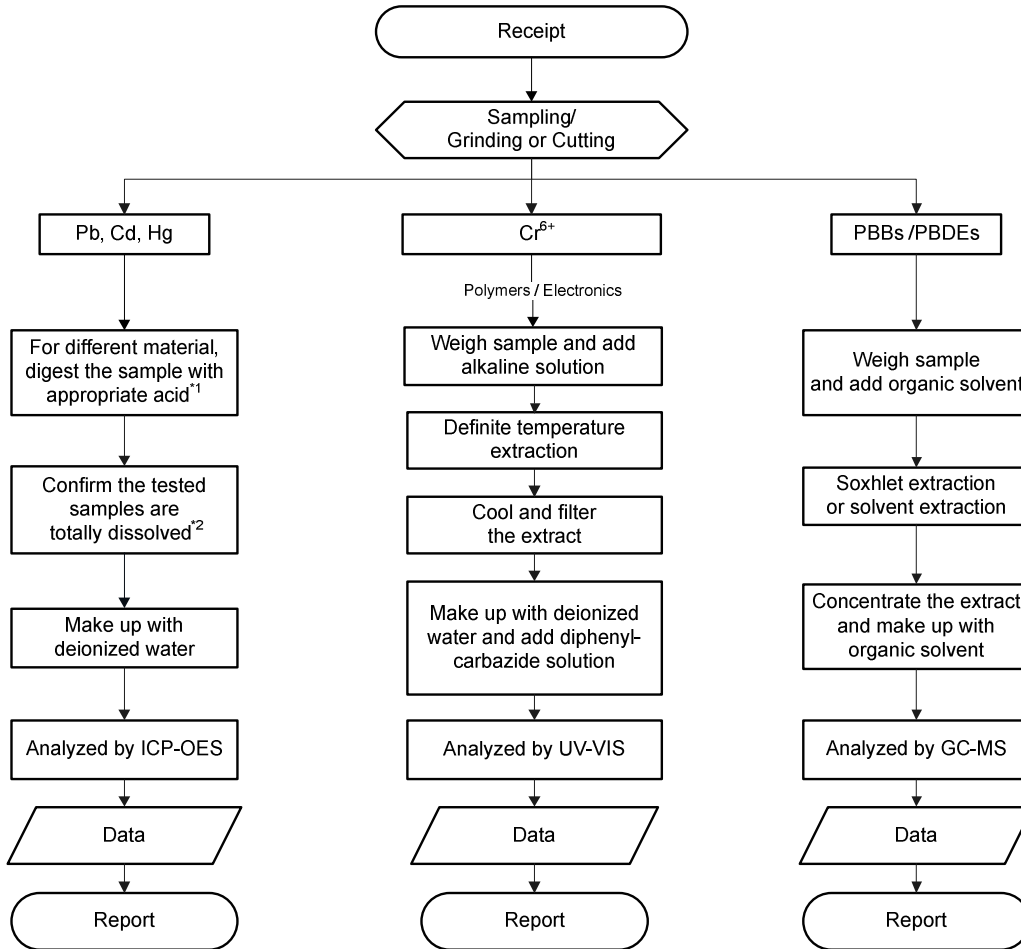 Receipt
Sampling/
Grinding or Cutting
Pb, Cd, Hg
For different material,
digest the sample with
appropriate acid*1
Confirm the tested
samples are
totally dissolved*2
Make up with
deionized water
Analyzed by ICP-OES
Data
Report
Cr6+
Polymers / Electronics
Weigh sample and add
alkaline solution
Definite temperature
extraction
Cool and filter
the extract
Make up with deionized
water and add diphenyl-
carbazide solution
Analyzed by UV-VIS
Data
Report
PBBs /PBDEs
Weigh sample
and add organic solvent
Soxhlet extraction
or solvent extraction
Concentrate the extract
and make up with
organic solvent
Analyzed by GC-MS
Data
Report